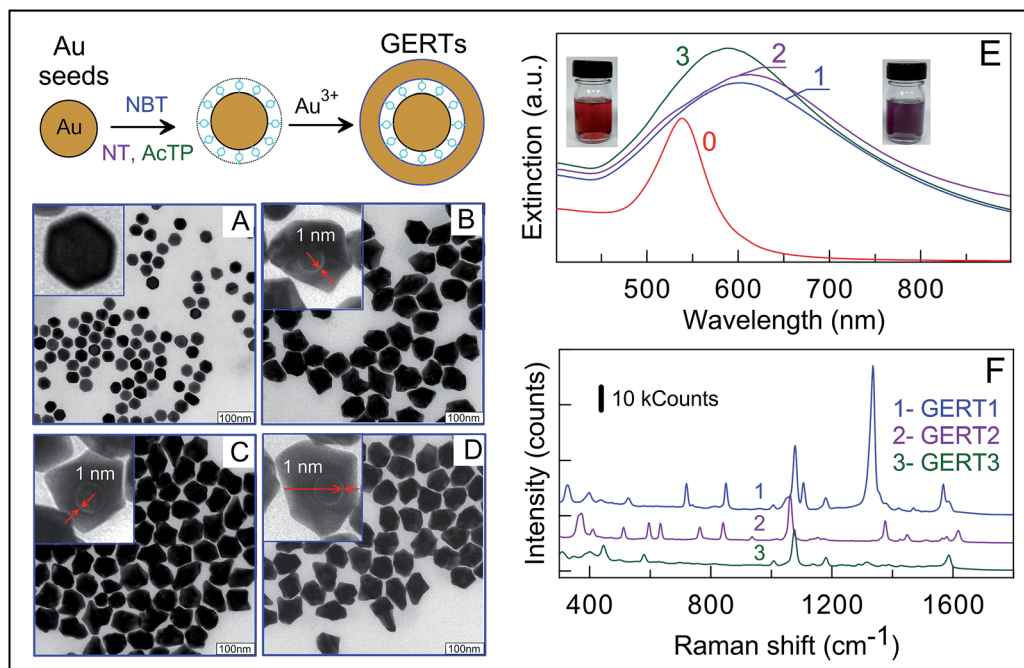 Au
seeds
Au
NBT
NT, AcTP
Au3+
GERTs
A
100nm
B
1 nm
100nm
C
1 nm
100nm
D
1 nm
100nm
E
Extinction (a.u.)
0
1
2
3
500
600
700
800
Wavelength (nm)
F
Intensity (counts)
10 kCounts
1- GERT1
2- GERT2
3- GERT3
1
2
3
400
800
1200
1600
Raman shift (cm-1)